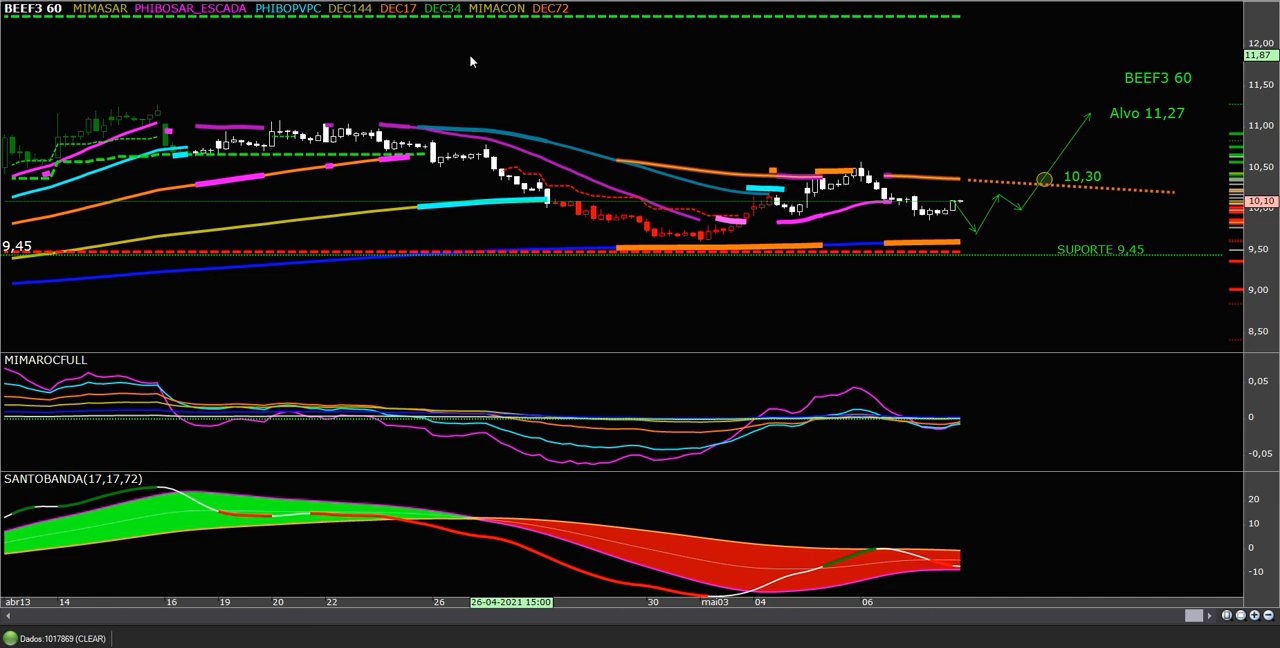 BEEF3 60 MIMASAR PHIBOSAR_ESCADA PHIBOPVPC DEC144 DEC17 DEC34 MIMACON DEC72
12,00
11,87
BEEF3 60
11,50
Alvo 11,27
11,00
10,50
10,30
10,10
10,00
9,45
SUPORTE 9,45
9,50
9,00
8,50
MIMAROCFULL
0,05
0
-0,05
SANTOBANDA(17,17,72)
20
10
0
-10
abr13 14 16 19 20 22 26 26-04-2021 15:00 30 mai03 04 06
Dados:1017869 (CLEAR)